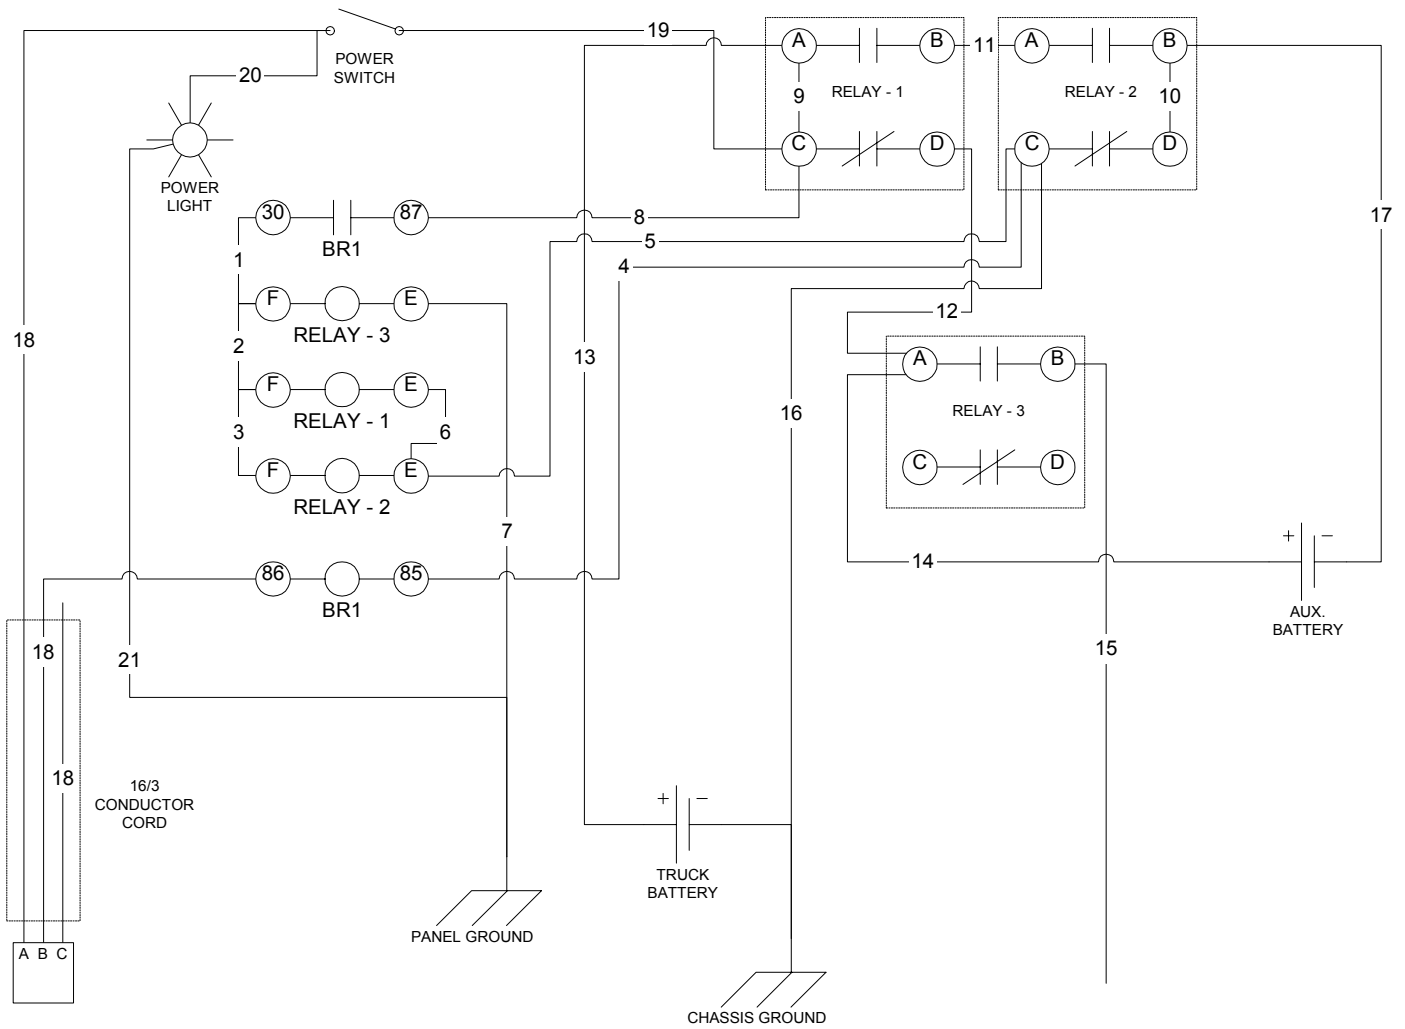 19
A
B
11
A
B
POWER
SWITCH
20
RELAY - 1
9
RELAY - 2
10
C
D
C
D
POWER
LIGHT
30
87
8
17
BR1
5
1
4
F
E
12
RELAY - 3
18
2
13
A
B
F
E
RELAY - 1
16
RELAY - 3
3
6
F
E
C
D
RELAY - 2
7
+
-
14
86
85
BR1
AUX.
BATTERY
18
21
15
18
16/3
CONDUCTOR
CORD
+
-
TRUCK
BATTERY
PANEL GROUND
A B C
CHASSIS GROUND